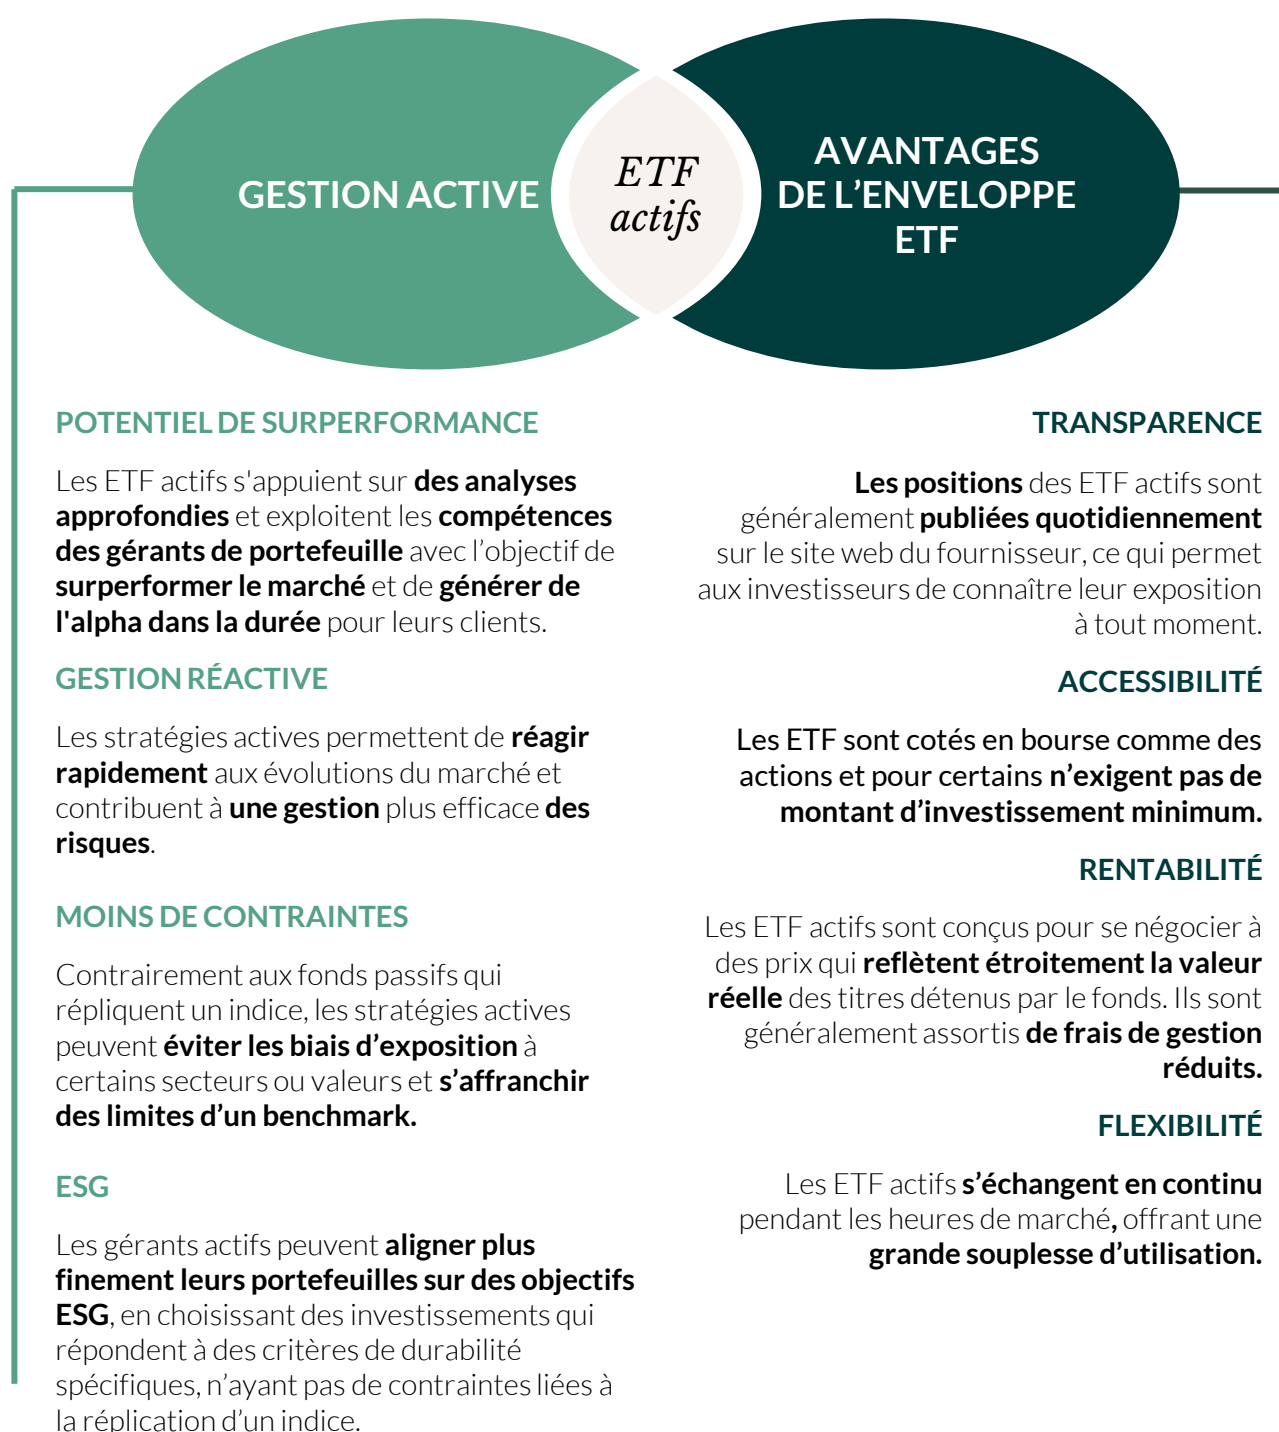 GESTION ACTIVE
ETF
actifs
AVANTAGES
DE L’ENVELOPPE
ETF
POTENTIEL DE SURPERFORMANCE
Les ETF actifs s'appuient sur des analyses
approfondies et exploitent les compétences
des gérants de portefeuille avec l’objectif de
surperformer le marché et de générer de
l'alpha dans la durée pour leurs clients.
GESTION RÉACTIVE
Les stratégies actives permettent de réagir
rapidement aux évolutions du marché et
contribuent à une gestion plus efficace des
risques.
MOINS DE CONTRAINTES
Contrairement aux fonds passifs qui
répliquent un indice, les stratégies actives
peuvent éviter les biais d’exposition à
certains secteurs ou valeurs et s’affranchir
des limites d’un benchmark.
ESG
Les gérants actifs peuvent aligner plus
finement leurs portefeuilles sur des objectifs
ESG, en choisissant des investissements qui
répondent à des critères de durabilité
spécifiques, n’ayant pas de contraintes liées à
la réplication d’un indice.
TRANSPARENCE
Les positions des ETF actifs sont
généralement publiées quotidiennement
sur le site web du fournisseur, ce qui permet
aux investisseurs de connaître leur exposition
à tout moment.
ACCESSIBILITÉ
Les ETF sont cotés en bourse comme des
actions et pour certains n’exigent pas de
montant d’investissement minimum.
RENTABILITÉ
Les ETF actifs sont conçus pour se négocier à
des prix qui reflètent étroitement la valeur
réelle des titres détenus par le fonds. Ils sont
généralement assortis de frais de gestion
réduits.
FLEXIBILITÉ
Les ETF actifs s’échangent en continu
pendant les heures de marché, offrant une
grande souplesse d’utilisation.